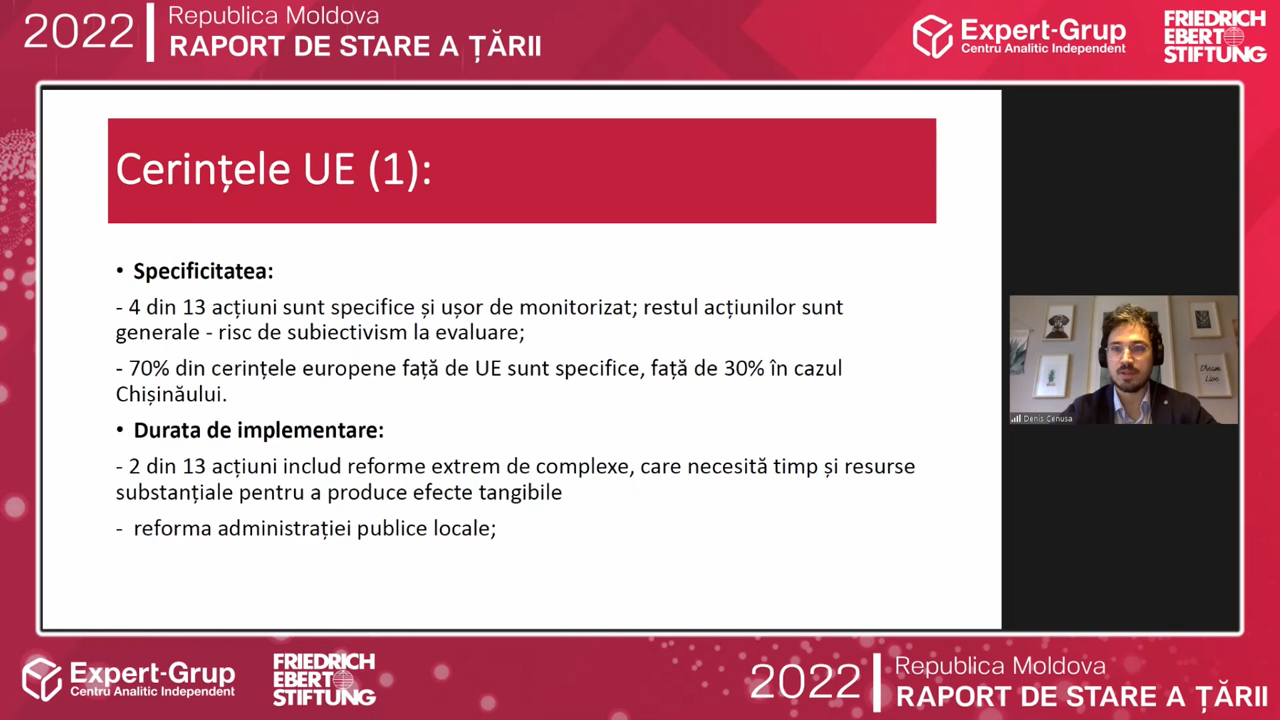 2022
Republica Moldova
RAPORT DE STARE A ȚĂRII
Expert-Grup
Centru Analitic Independent
FRIEDRICH
EBERT
STIFTUNG
Cerințele UE (1):
• Specificitatea:
- 4 din 13 acțiuni sunt specifice și ușor de monitorizat; restul acțiunilor sunt
generale - risc de subiectivism la evaluare;
- 70% din cerințele europene față de UE sunt specifice, față de 30% în cazul
Chișinăului.
• Durata de implementare:
- 2 din 13 acțiuni includ reforme extrem de complexe, care necesită timp și resurse
substanțiale pentru a produce efecte tangibile
- reforma administrației publice locale;
Dream
Live
Denis Cenusa
Expert-Grup
Centru Analitic Independent
FRIEDRICH
EBERT
STIFTUNG
2022
Republica Moldova
RAPORT DE STARE A ȚĂRII